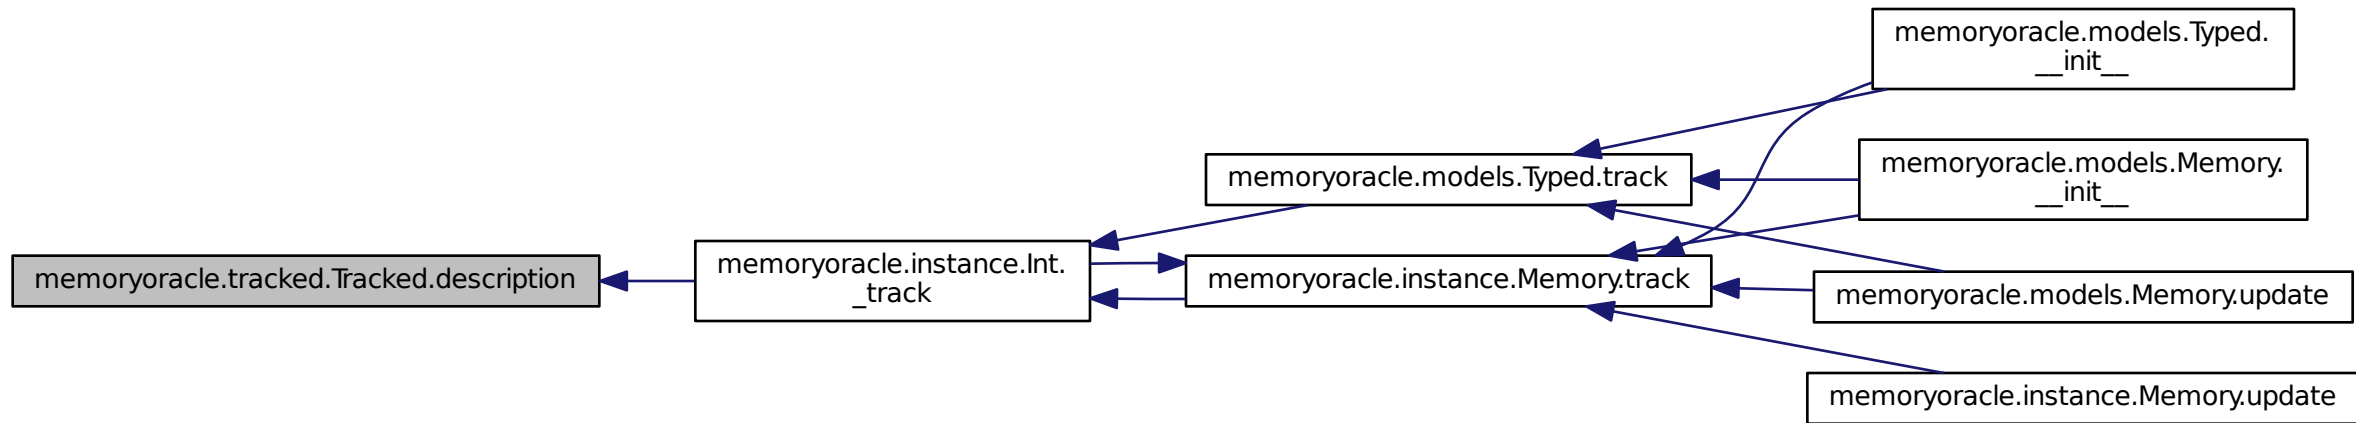 memoryoracle.tracked.Tracked.description
memoryoracle.instance.Int.
_track
memoryoracle.models.Typed.track
memoryoracle.instance.Memory.track
memoryoracle.models.Typed.
__init__
memoryoracle.models.Memory.
__init__
memoryoracle.models.Memory.update
memoryoracle.instance.Memory.update